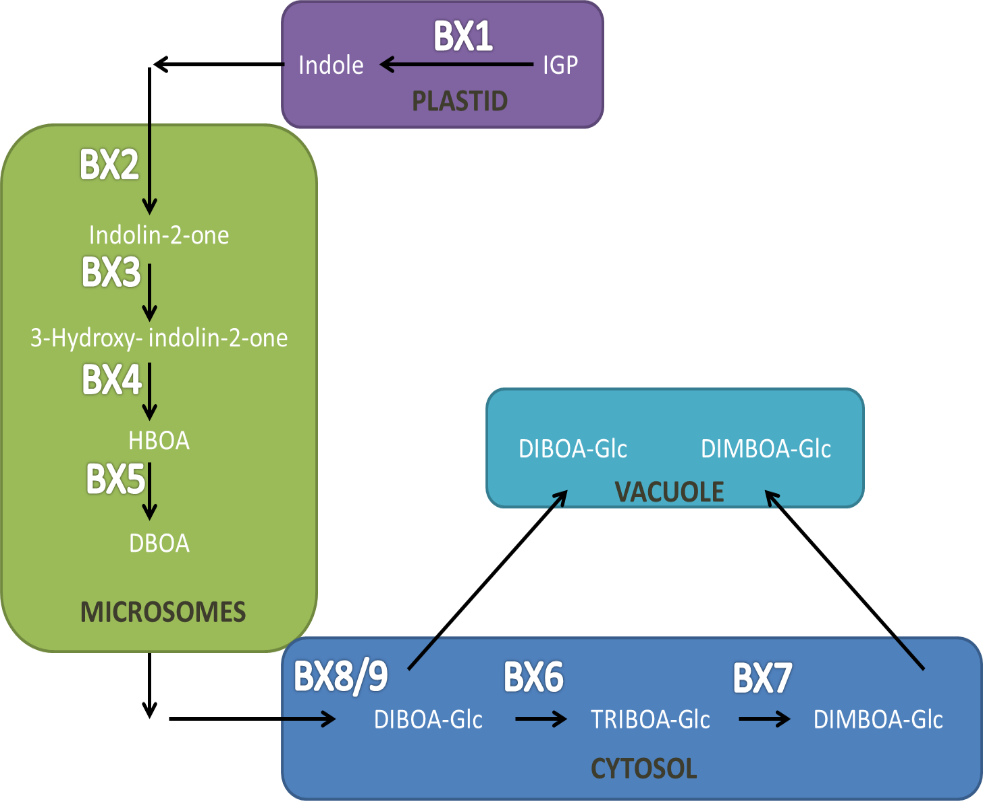 BX1
Indole
IGP
PLASTID
BX2
Indolin-2-one
BX3
3-Hydroxy- indolin-2-one
BX4
HBOA
BX5
DBOA
MICROSOMES
DIBOA-Glc
DIMBOA-Glc
VACUOLE
BX8/9
BX6
BX7
DIBOA-Glc
TRIBOA-Glc
DIMBOA-Glc
CYTOSOL